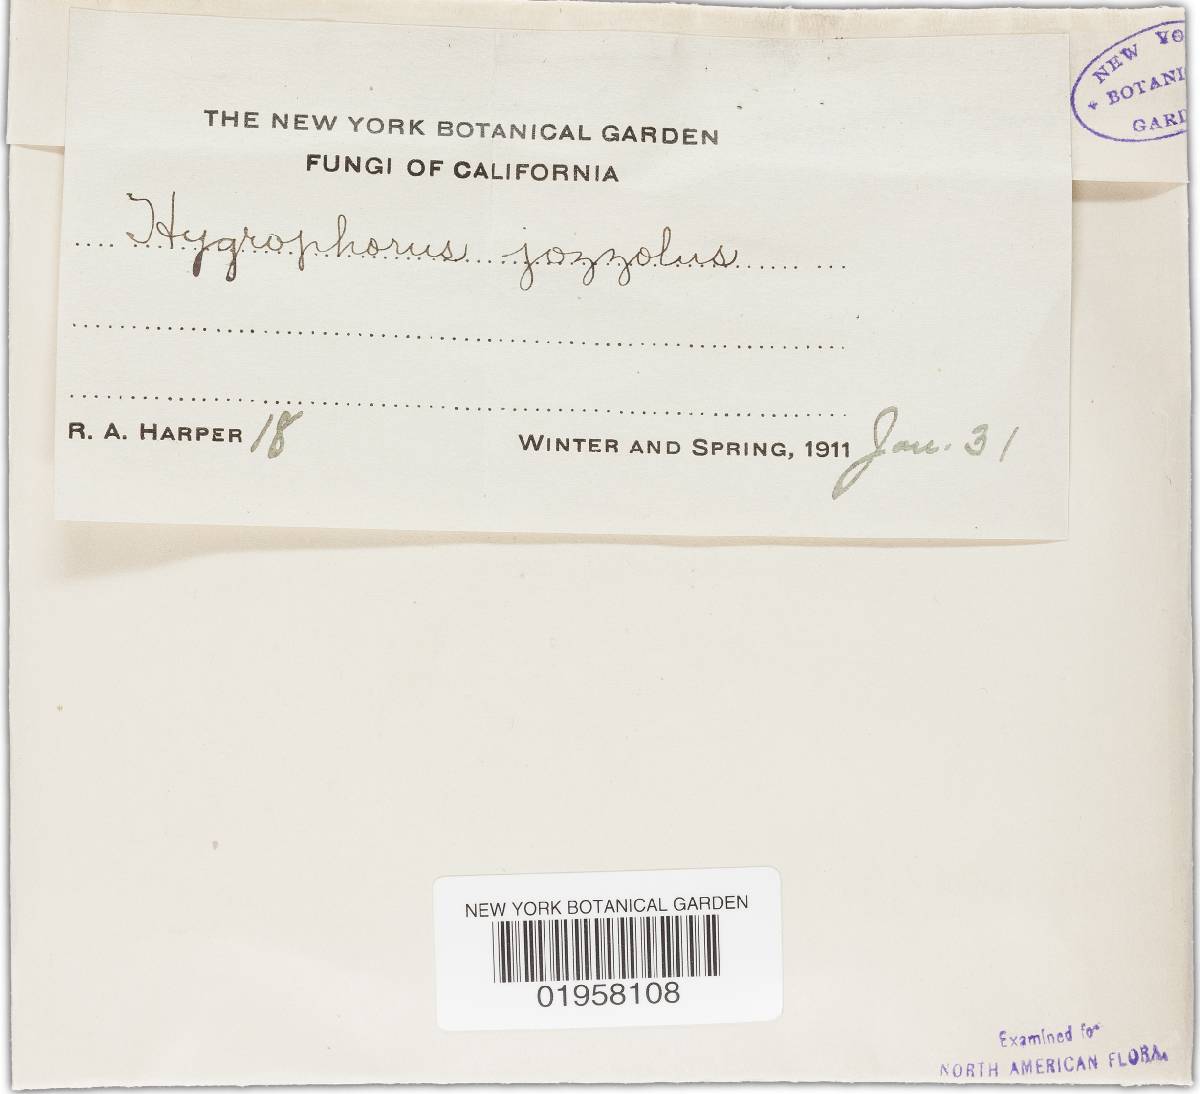 THE NEW YORK BOTANICAL GARDEN
FUNGI OF CALIFORNIA
Hygrophorus jozzolus
R. A. HARPER 18
WINTER AND SPRING, 1911 Jan. 31
NEW YO
BOTANI
GARD
NEW YORK BOTANICAL GARDEN
01958108
Examined for
NORTH AMERICAN FLORA.